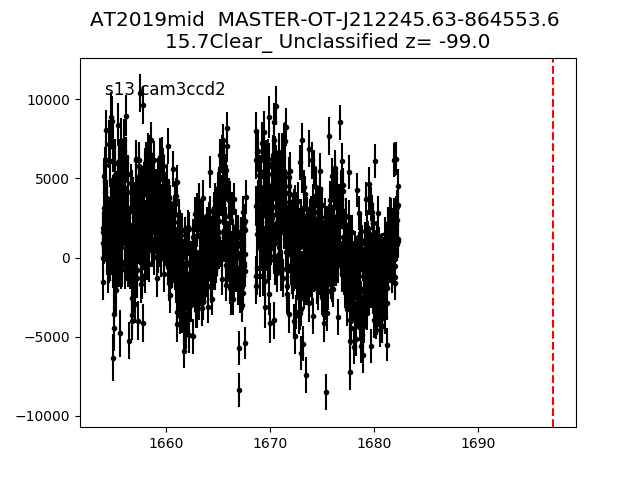 AT2019mid  MASTER-OT-J212245.63-864553.6
15.7Clear_ Unclassified z= -99.0
s13 cam3ccd2
10000
5000
0
−5000
−10000
1660 1670 1680 1690